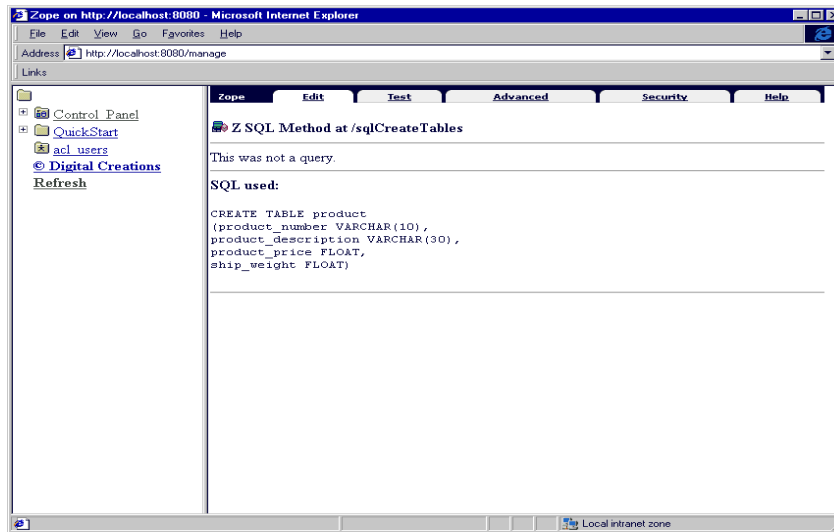 Zope on http://localhost:8080 - Microsoft Internet Explorer
File Edit View Go Favorites Help
Address http://localhost:8080/manage
Links
Control Panel
QuickStart
acl_users
© Digital Creations
Refresh
Zope Edit Test Advanced Security Help
Z SQL Method at /sqlCreateTables
This was not a query.
SQL used:
CREATE TABLE product
(product_number VARCHAR(10),
product_description VARCHAR(30),
product_price FLOAT,
ship_weight FLOAT)
Local intranet zone